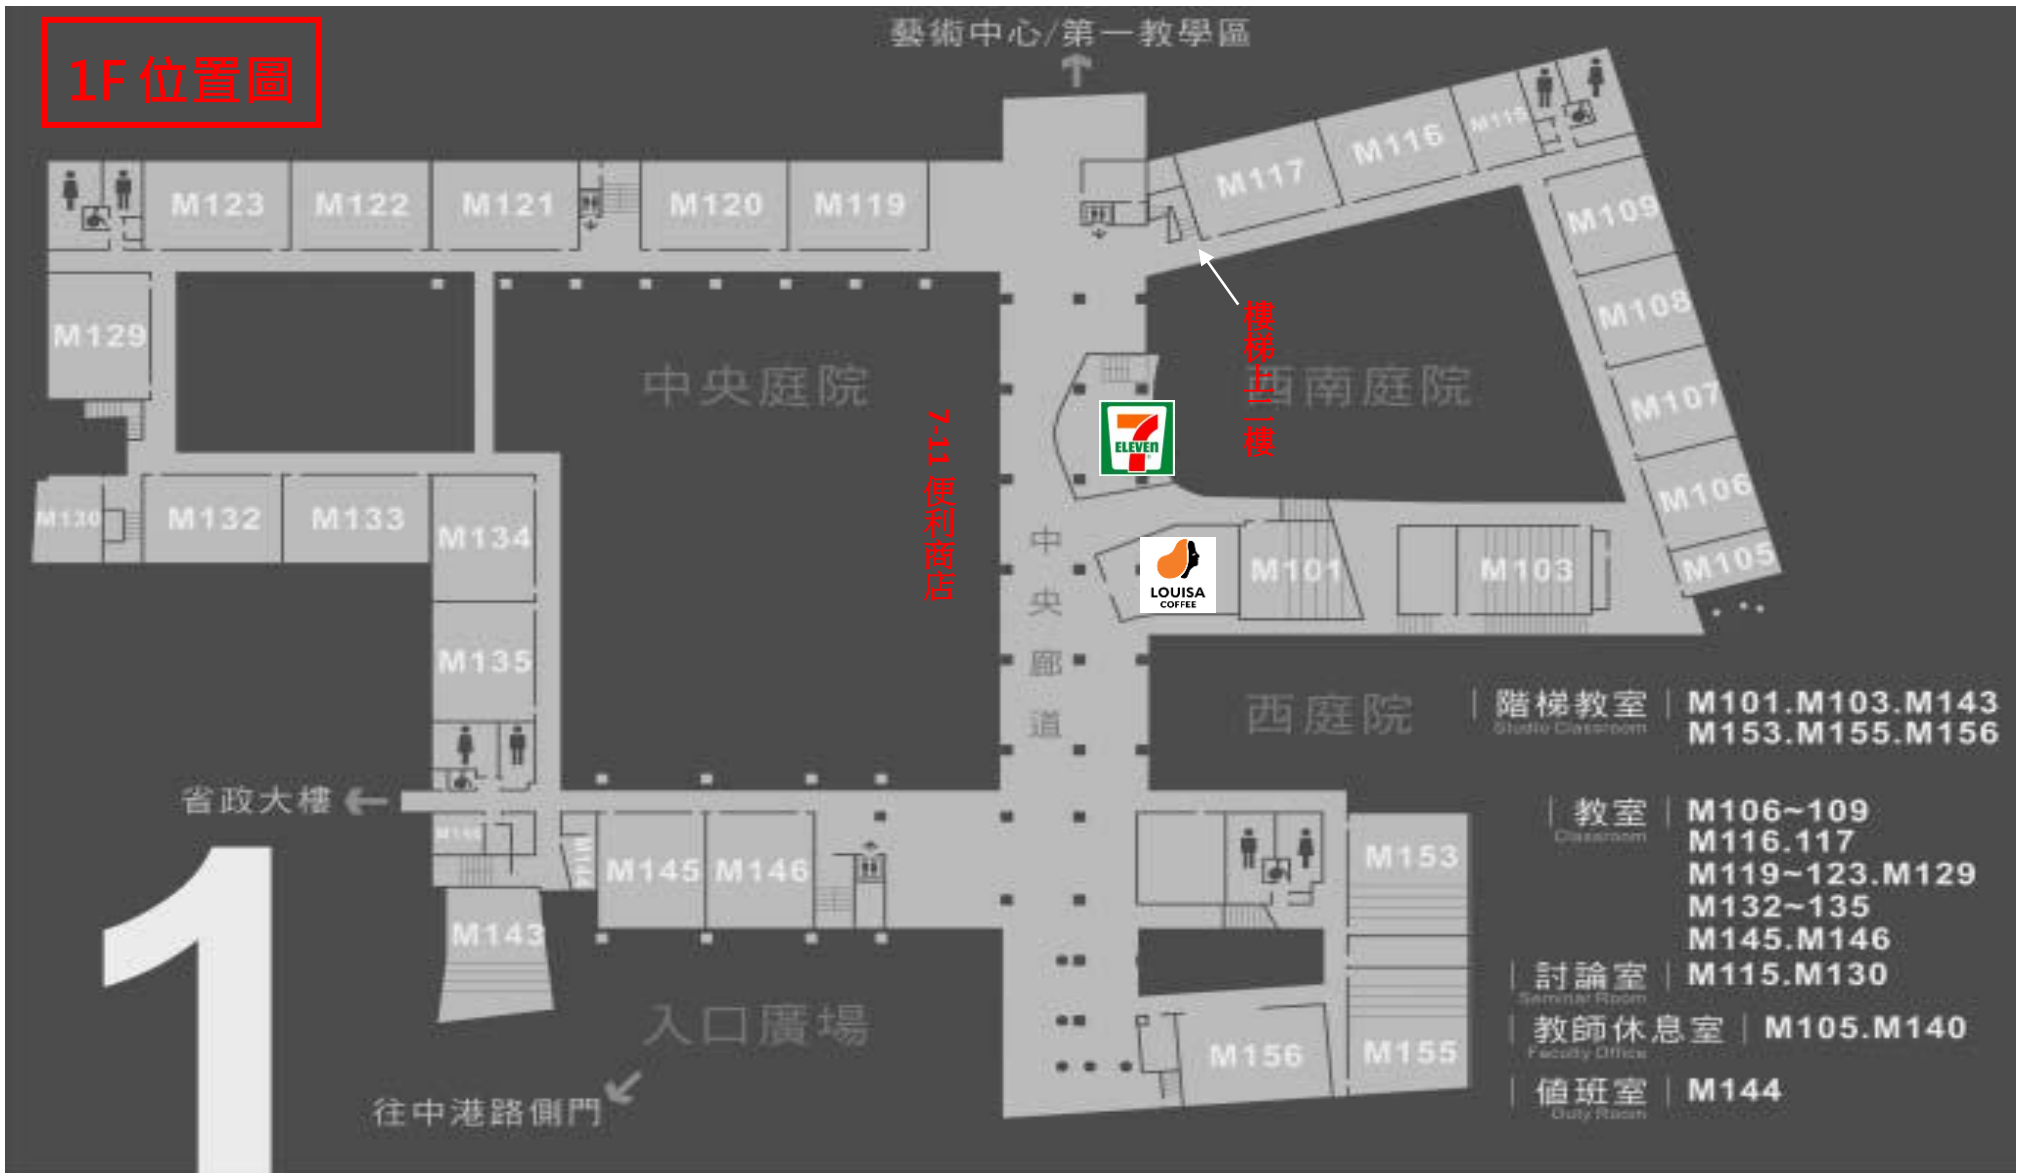 藝術中心/第一教學區
1F 位置圖
M123
M122
M121
M120
M119
M117
M116
M115
M109
M129
M108
樓梯上二樓
中央庭院
西南庭院
M107
7-11 便利商店
7
ELEVEN
M106
M130
M132
M133
M134
中央廊道
LOUISA
COFFEE
M101
M103
M105
M135
西庭院
階梯教室
Studio Classroom
M101.M103.M143
M153.M155.M156
省政大樓
教室
Classroom
M106~109
M116.117
M119~123.M129
M132~135
M145.M146
M144
M145
M146
M153
M143
討論室
Seminar Room
M115.M130
入口廣場
教師休息室
Faculty Office
M105.M140
M156
M155
往中港路側門
值班室
Duty Room
M144
1